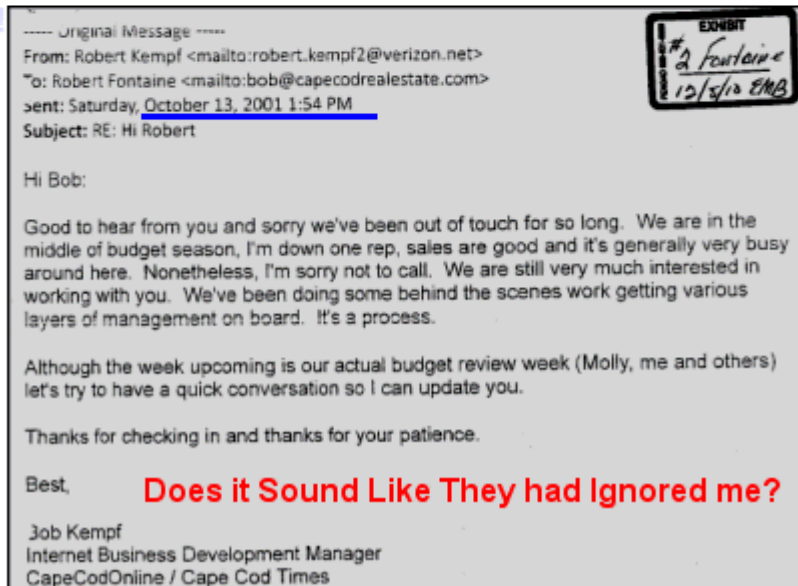 ----- Original Message -----
EXHIBIT
From: Robert Kempf <mailto:robert.kempf2@verizon.net>
# 2 Fontaine
To: Robert Fontaine <mailto:bob@capecodrealestate.com>
12/5/10 EMB
Sent: Saturday, October 13, 2001 1:54 PM
Subject: RE: Hi Robert
Hi Bob:
Good to hear from you and sorry we've been out of touch for so long. We are in the
middle of budget season, I'm down one rep, sales are good and it's generally very busy
around here. Nonetheless, I'm sorry not to call. We are still very much interested in
working with you. We've been doing some behind the scenes work getting various
layers of management on board. It's a process.
Although the week upcoming is our actual budget review week (Molly, me and others)
let's try to have a quick conversation so I can update you.
Thanks for checking in and thanks for your patience.
Best,
Does it Sound Like They had Ignored me?
Bob Kempf
Internet Business Development Manager
CapeCodOnline / Cape Cod Times